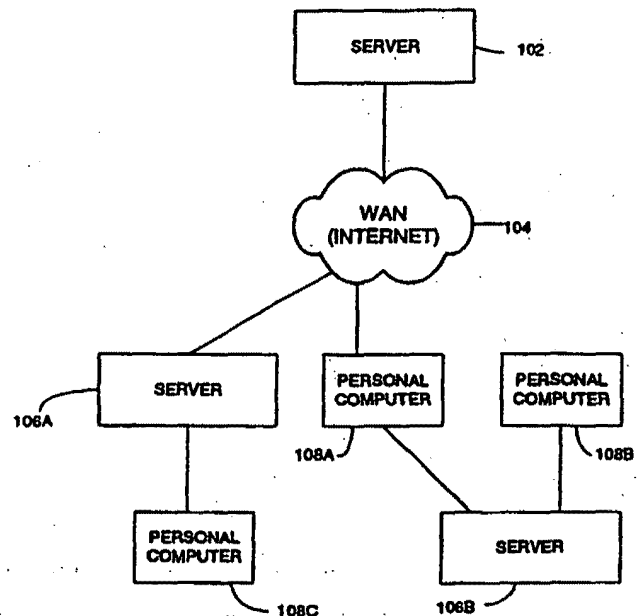 SERVER
102
WAN
(INTERNET)
104
SERVER
106A
PERSONAL
COMPUTER
108A
PERSONAL
COMPUTER
108B
PERSONAL
COMPUTER
108C
SERVER
106B